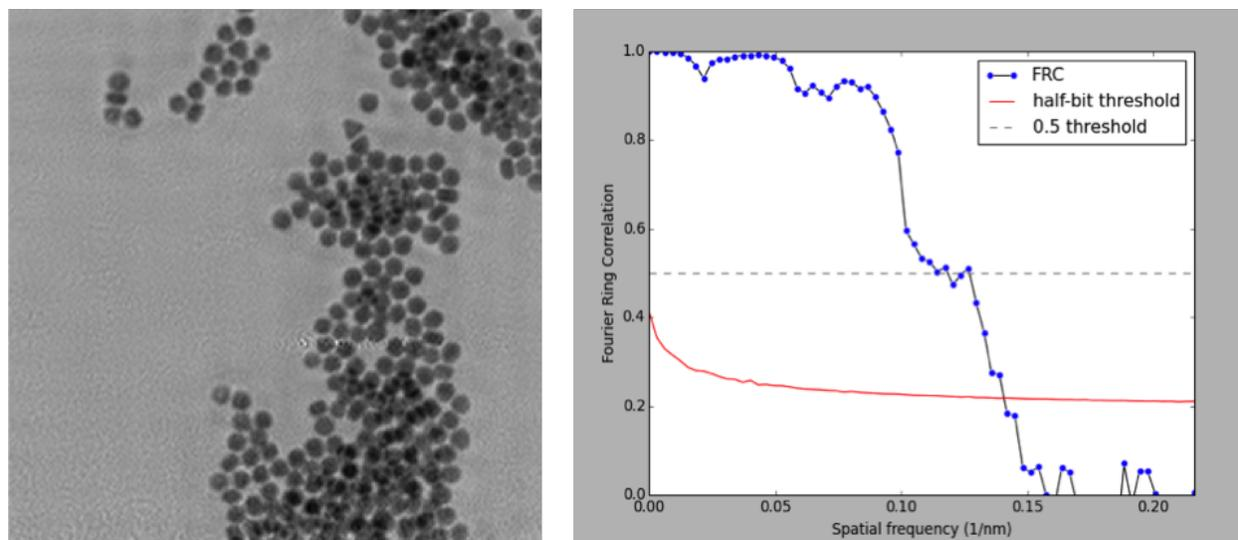 1.0
0.8
0.6
0.4
0.2
0.0
Fourier Ring Correlation
FRC
half-bit threshold
0.5 threshold
0.00 0.05 0.10 0.15 0.20
Spatial frequency (1/nm)